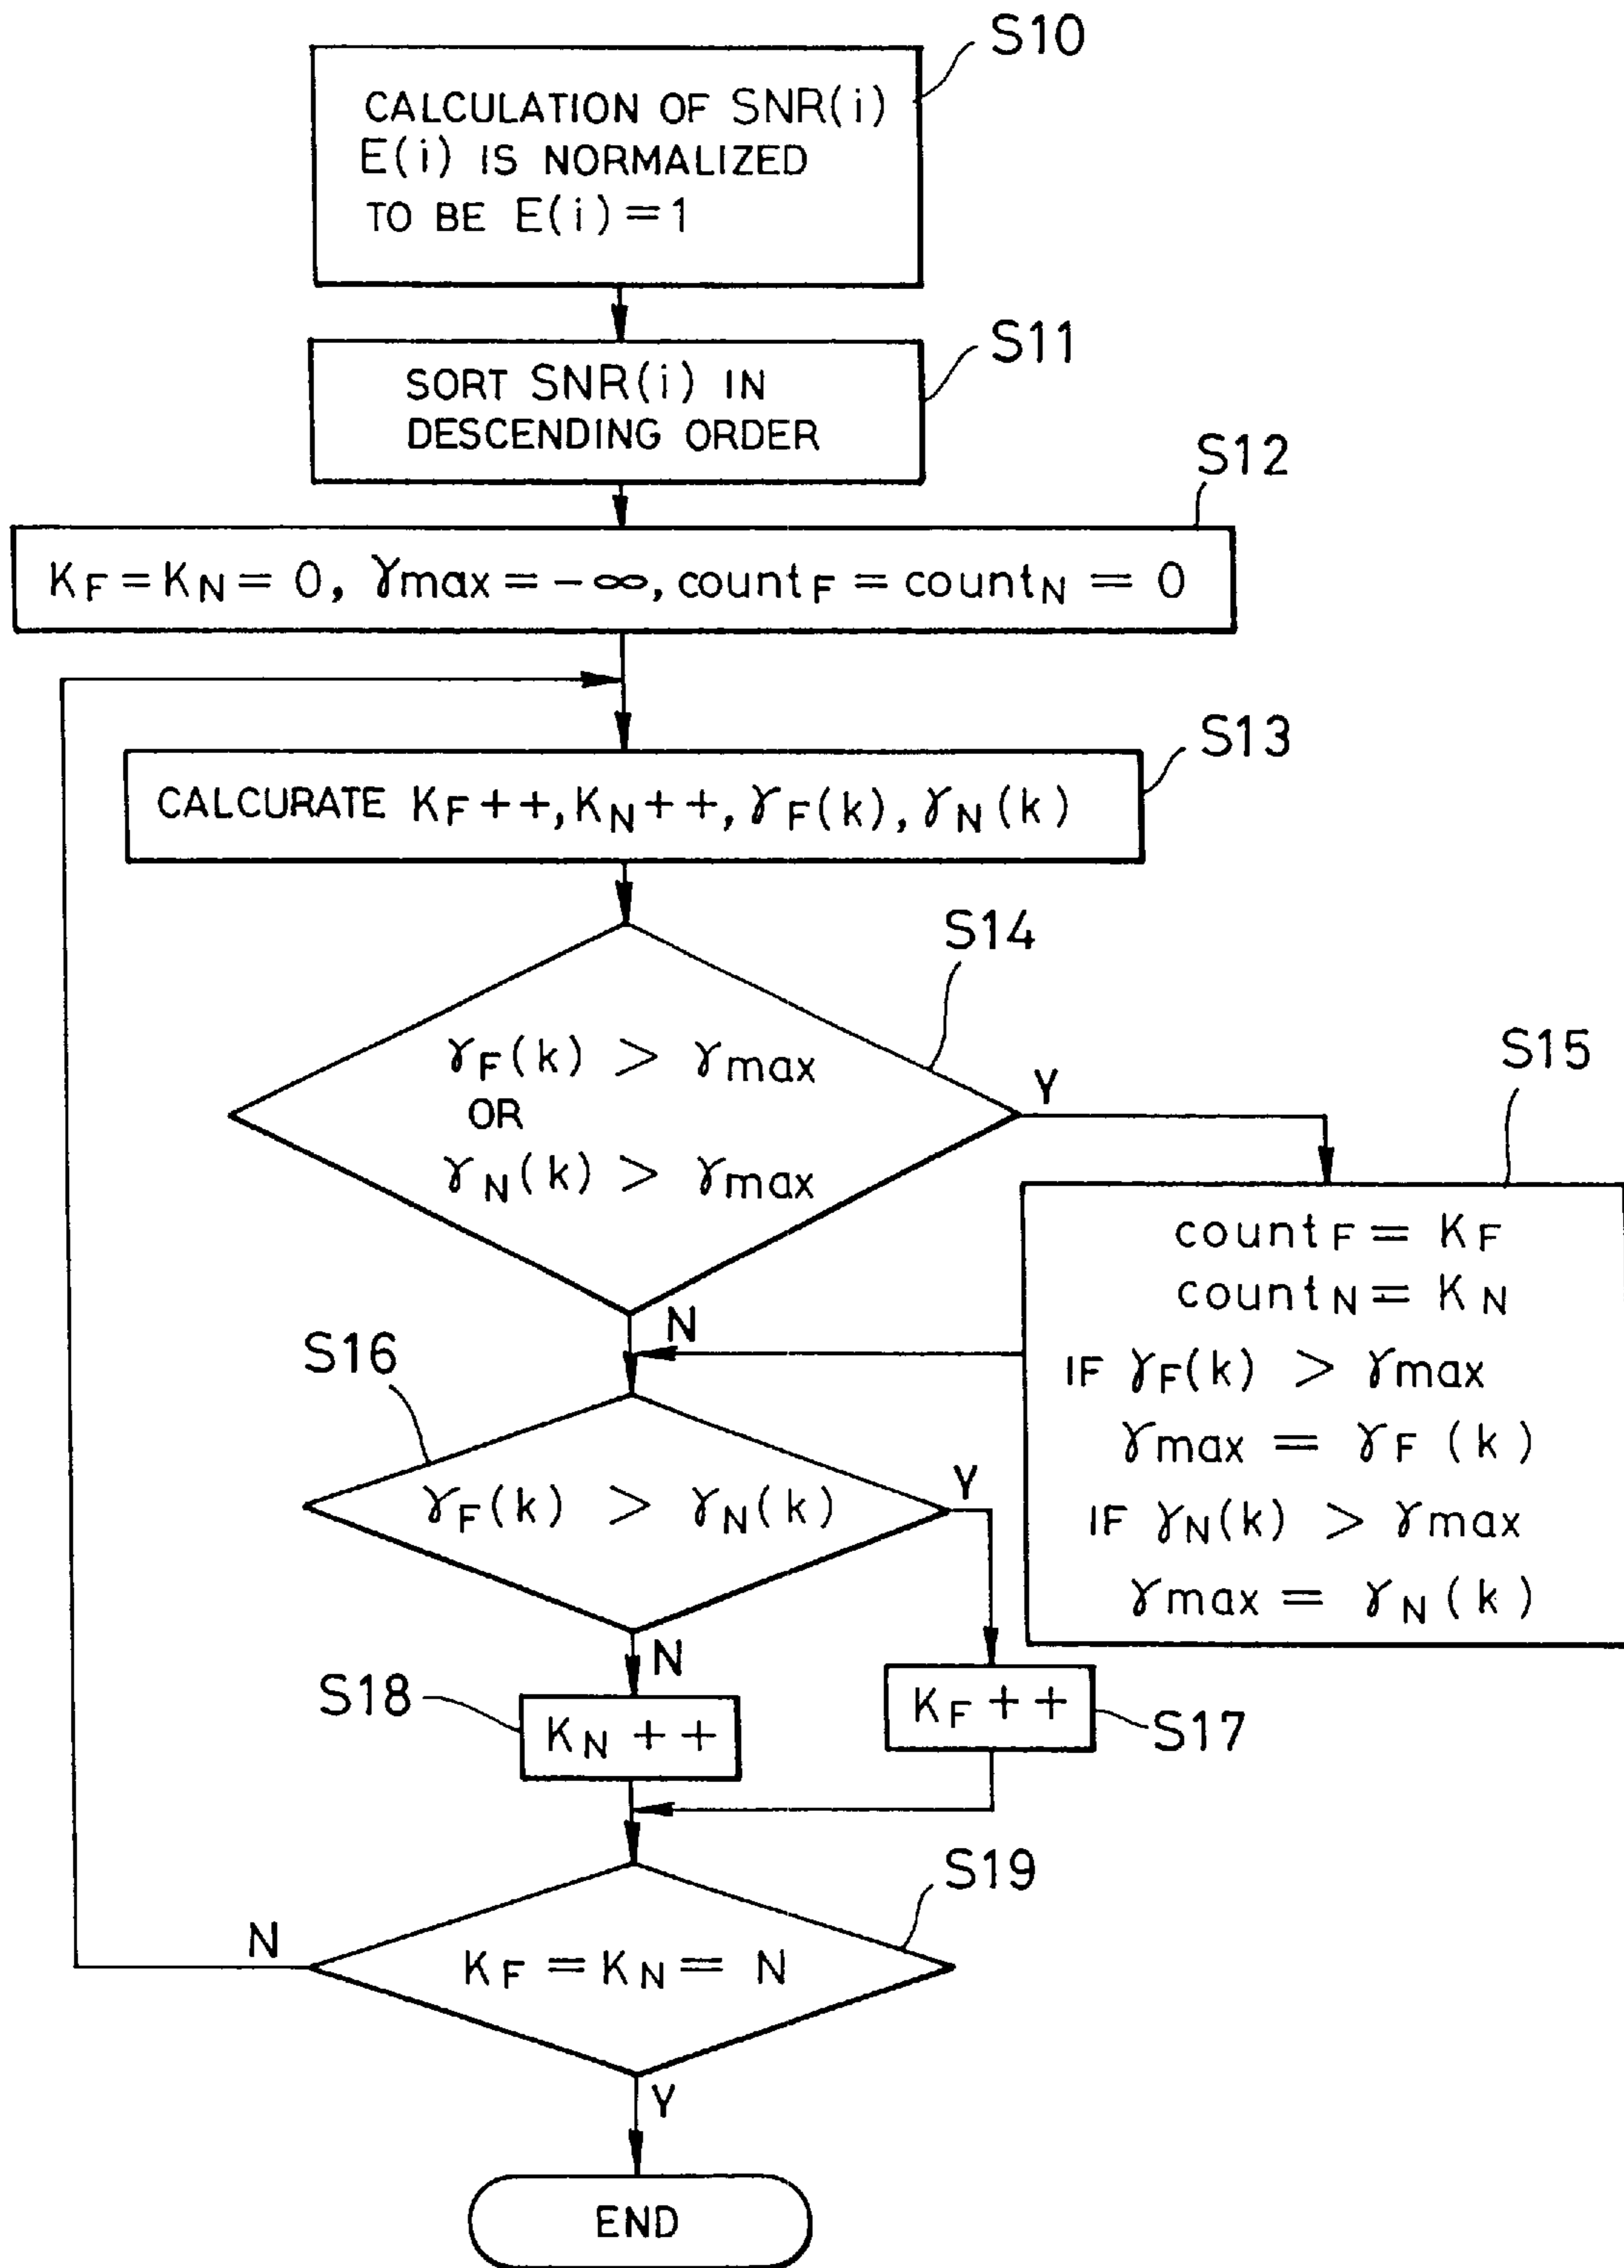 S10
CALCULATION OF SNR(i)
E(i) IS NORMALIZED
TO BE E(i)=1
S11
SORT SNR(i) IN
DESCENDING ORDER
S12
KF=KN=0, γmax=-∞, countF=countN=0
S13
CALCURATE KF++, KN++, γF(k), γN(k)
S14
γF(k) > γmax
OR
γN(k) > γmax
Y
N
S15
countF = KF
countN = KN
IF γF(k) > γmax
γmax = γF(k)
IF γN(k) > γmax
γmax = γN(k)
S16
γF(k) > γN(k)
Y
N
S17
KF++
S18
KN++
S19
KF=KN=N
N
Y
END